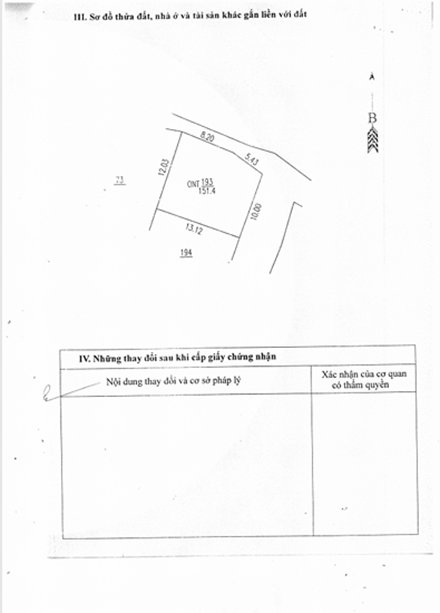 III. Sơ đồ thửa đất, nhà ở và tài sản khác gắn liền với đất
B
8.20
5.43
12.03
73
ONT 193
151.4
10.00
13.12
194
IV. Những thay đổi sau khi cấp giấy chứng nhận
Nội dung thay đổi và cơ sở pháp lý
Xác nhận của cơ quan
có thẩm quyền